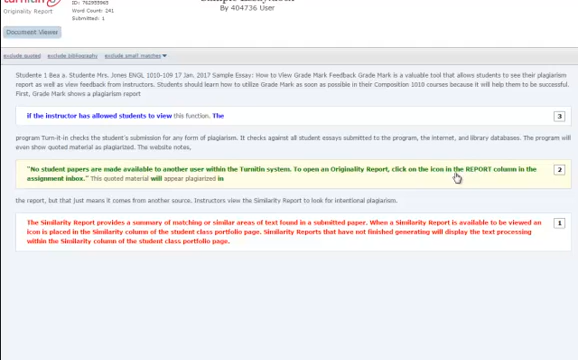 turnitin
Originality Report
ID: 762955965
Word Count: 241
Submitted: 1
By 404736 User
Document Viewer
exclude quoted exclude bibliography exclude small matches
Studente 1 Bea a. Studente Mrs. Jones ENGL 1010-109 17 Jan. 2017 Sample Essay: How to View Grade Mark Feedback Grade Mark is a valuable tool that allows students to see their plagiarism
report as well as view feedback from instructors. Students should learn how to utilize Grade Mark as soon as possible in their Composition 1010 courses because it will help them to be successful.
First, Grade Mark shows a plagiarism report
if the instructor has allowed students to view this function. The
3
program Turn-it-in checks the student's submission for any form of plagiarism. It checks against all student essays submitted to the program, the internet, and library databases. The program will
even show quoted material as plagiarized. The website notes,
"No student papers are made available to another user within the Turnitin system. To open an Originality Report, click on the icon in the REPORT column in the
assignment inbox." This quoted material will appear plagiarized in
2
the report, but that just means it comes from another source. Instructors view the Similarity Report to look for intentional plagiarism.
The Similarity Report provides a summary of matching or similar areas of text found in a submitted paper. When a Similarity Report is available to be viewed an
icon is placed in the Similarity column of the student class portfolio page. Similarity Reports that have not finished generating will display the text processing
within the Similarity column of the student class portfolio page.
1